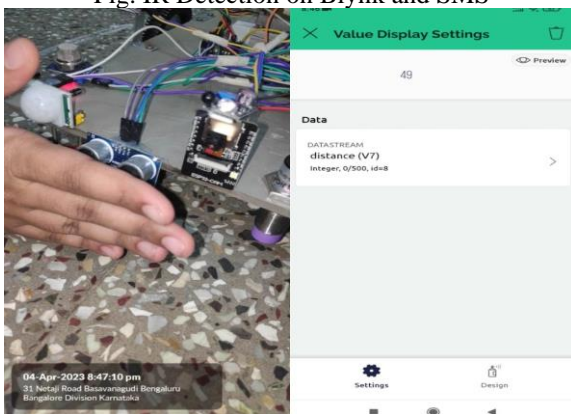 Fig. IR Detection on Blynk and SMS
Value Display Settings
Preview
49
Data
DATASTREAM
distance (V7)
Integer, 0/500, id=8
04-Apr-2023 8:47:10 pm
31 Netaji Road Basavanagudi Bengaluru
Bangalore Division Karnataka
Settings
Design